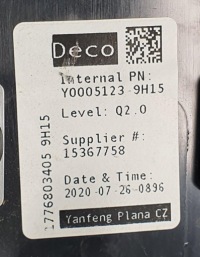 Deco
Internal PN:
Y0005123 9H15
Level: Q2.0
Supplier #:
15367758
Date & Time:
2020-07-26-0896
Yanfeng Plana CZ
1776803405 9H15